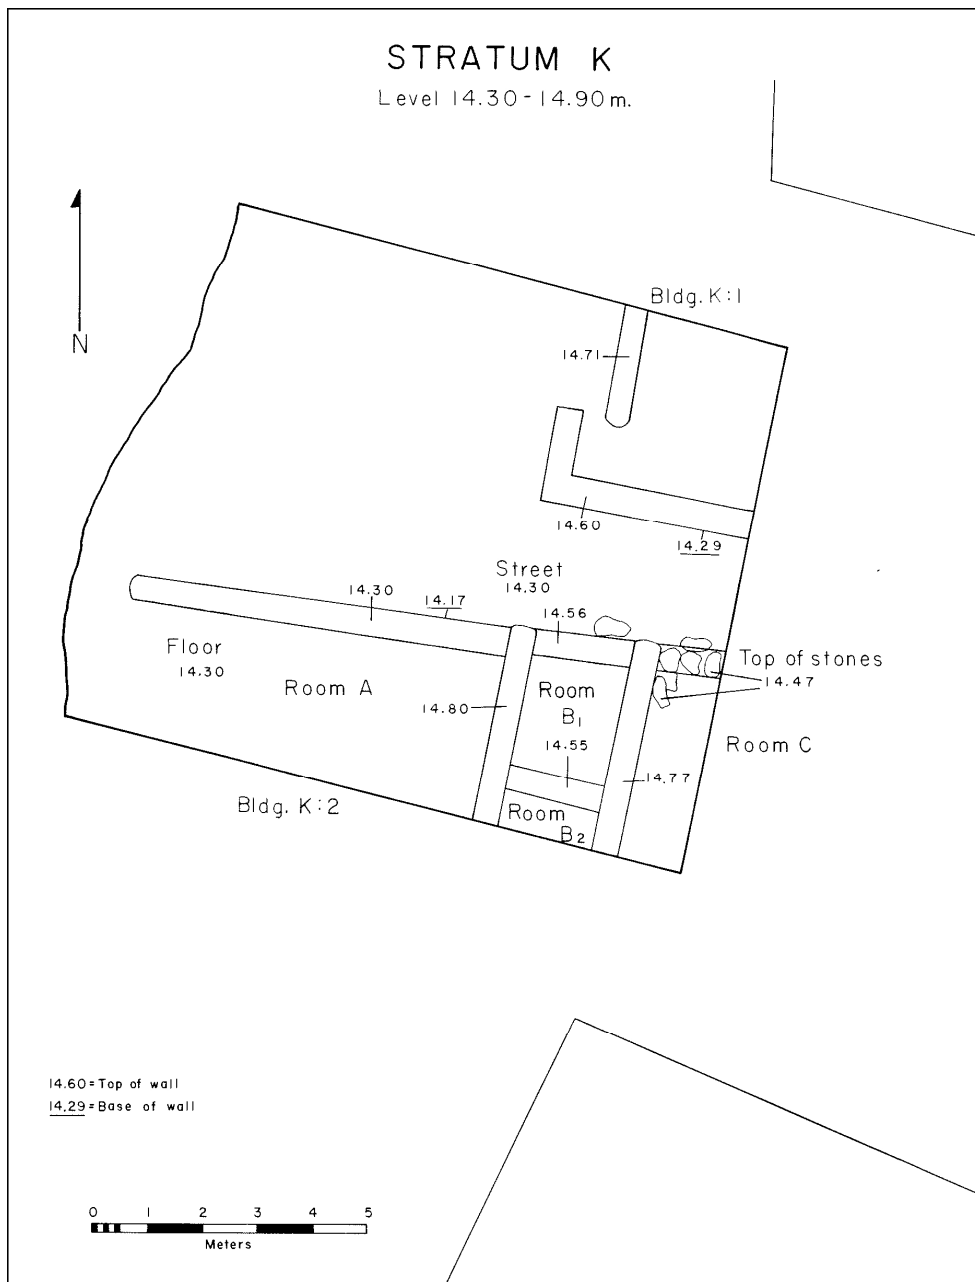 STRATUM K
Level 14.30-14.90m.
N
Bldg. K:1
14.71
14.60
14.29
Street
14.30
14.30
14.17
14.56
Floor
14.30
Room A
Top of stones
14.47
14.80
Room
B1
14.55
Room C
14.77
Bldg. K:2
Room
B2
14.60 = Top of wall
14.29 = Base of wall
0 1 2 3 4 5
Meters